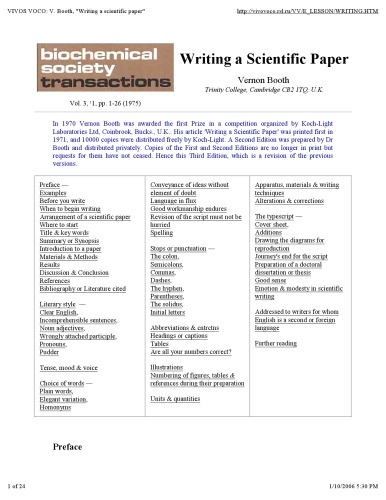 VIVOS VOCO: V. Booth, "Writing a scientific paper"
http://vivovoco.rsl.ru/VV/E_LESSON/WRITING.HTM
biochemical
society
transactions
Writing a Scientific Paper
Vernon Booth
Trinity College, Cambridge CB2 1TQ, U.K.
Vol. 3, '1, pp. 1-26 (1975)
In 1970 Vernon Booth was awarded the first Prize in a competition organized by Koch-Light
Laboratories Ltd, Coinbrook, Bucks., U.K.. His article 'Writing a Scientific Paper' was printed first in
1971, and 10000 copies were distributed freely by Koch-Light. A Second Edition was prepared by Dr
Booth and distributed privately. Copies of the First and Second Editions are no longer in print but
requests for them have not ceased. Hence this Third Edition, which is a revision of the previous
versions.
Preface —
Examples
Before you write
When to begin writing
Arrangement of a scientific paper
Where to start
Title & key words
Summary or Synopsis
Introduction to a paper
Materials & Methods
Results
Discussion & Conclusion
References
Bibliography or Literature cited
Literary style —
Clear English,
Incomprehensible sentences,
Noun adjectives,
Wrongly attached participle,
Pronouns,
Pudder
Tense, mood & voice
Choice of words —
Plain words,
Elegant variation,
Homonyms
Conveyance of ideas without
element of doubt
Language in flux
Good workmanship endures
Revision of the script must not be
hurried
Spelling
Stops or punctuation —
The colon,
Semicolons,
Commas,
Dashes,
The hyphen,
Parentheses,
The solidus,
Initial letters
Abbreviations & cntrctns
Headings or captions
Tables
Are all your numbers correct?
Illustrations
Numbering of figures, tables &
references during their preparation
Units & quantities
Apparatus, materials & writing
techniques
Alterations & corrections
The typescript —
Cover sheet,
Additions
Drawing the diagrams for
reproduction
Journey's end for the script
Preparation of a doctoral
dissertation or thesis
Good sense
Emotion & modesty in scientific
writing
Addressed to writers for whom
English is a second or foreign
language
Further reading
Preface
1 of 24
1/10/2006 5:30 PM